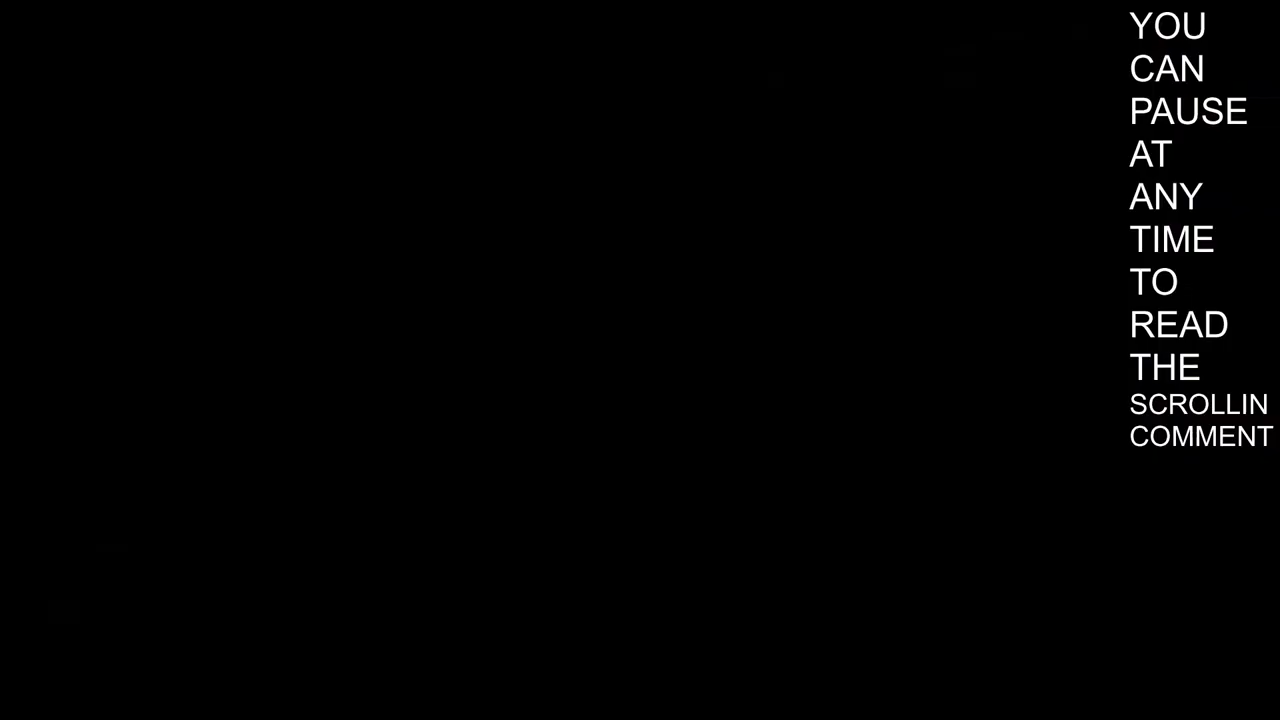 YOU
CAN
PAUSE
AT
ANY
TIME
TO
READ
THE
SCROLLIN
COMMENT